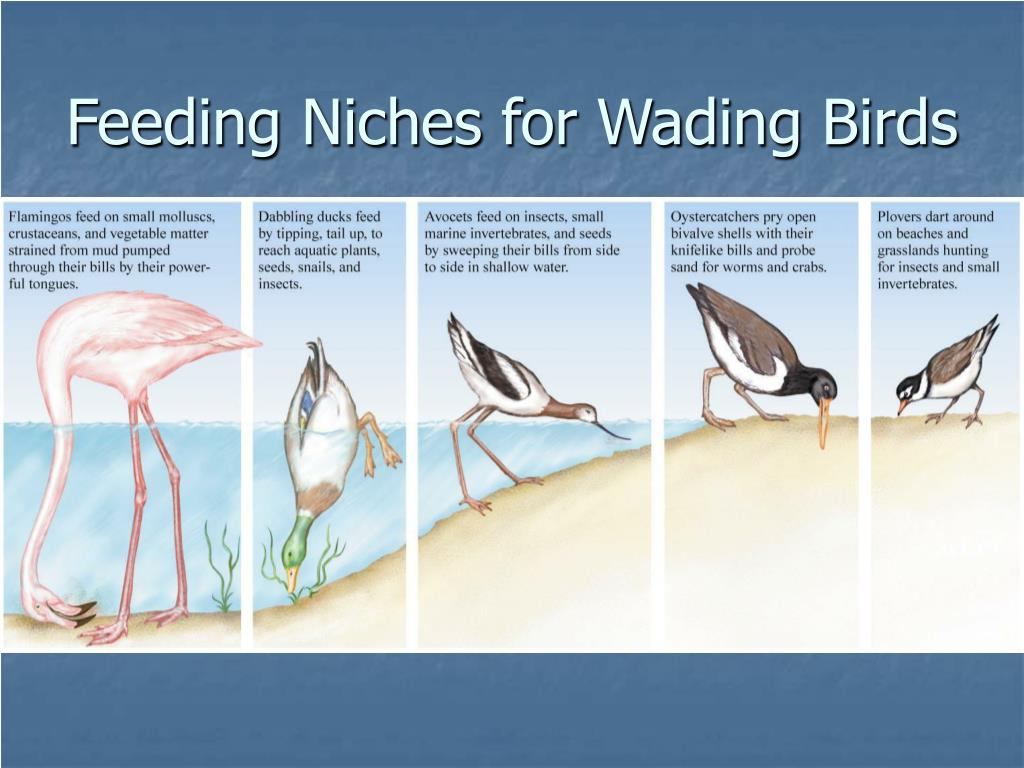 Feeding Niches for Wading Birds
Flamingos feed on small molluscs,
crustaceans, and vegetable matter
strained from mud pumped
through their bills by their power-
ful tongues.
Dabbling ducks feed
by tipping, tail up, to
reach aquatic plants,
seeds, snails, and
insects.
Avocets feed on insects, small
marine invertebrates, and seeds
by sweeping their bills from side
to side in shallow water.
Oystercatchers pry open
bivalve shells with their
knifelike bills and probe
sand for worms and crabs.
Plovers dart around
on beaches and
grasslands hunting
for insects and small
invertebrates.